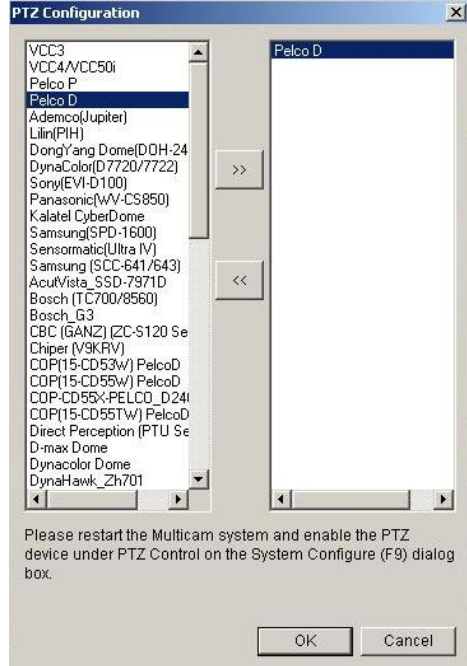 PTZ Configuration
VCC3
VCC4/VCC50i
Pelco P
Pelco D
Ademco(Jupiter)
Lilin(PIH)
DongYang Dome(DOH-24
DynaColor(D7720/7722)
Sony(EVI-D100)
Panasonic(WV-CS850)
Kalatel CyberDome
Samsung(SPD-1600)
Sensormatic(Ultra IV)
Samsung (SCC-641/643)
AcutVista_SSD-7971D
Bosch (TC700/8560)
Bosch_G3
CBC (GANZ) (ZC-S120 Se
Chiper (V9KRV)
COP(15-CD53W) PelcoD
COP(15-CD55W) PelcoD
COP-CD55X-PELCO_D24(
COP(15-CD55TW) PelcoD
Direct Perception (PTU Se
D-max Dome
Dynacolor Dome
DynaHawk_Zh701
>>
<<
Pelco D
Please restart the Multicam system and enable the PTZ
device under PTZ Control on the System Configure (F9) dialog
box.
OK
Cancel